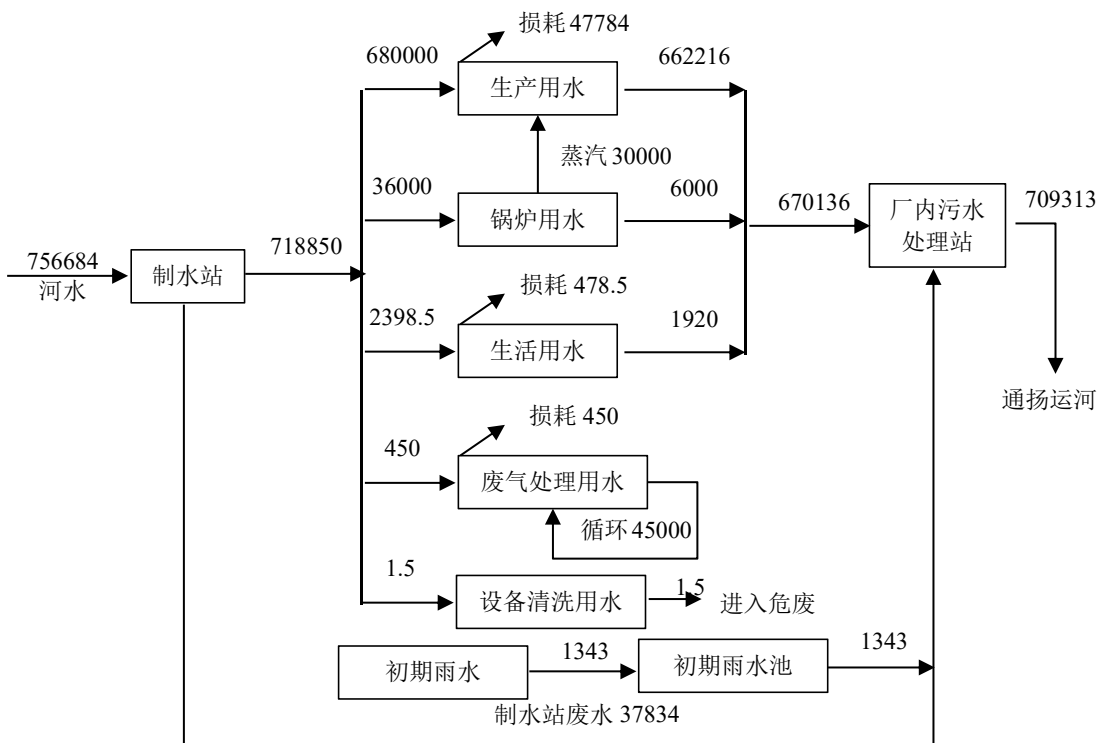 损耗 47784
680000
生产用水
662216
蒸汽 30000
36000
锅炉用水
6000
670136
厂内污水
处理站
709313
756684
河水
制水站
718850
损耗 478.5
2398.5
生活用水
1920
通扬运河
损耗 450
450
废气处理用水
循环 45000
1.5
设备清洗用水
1.5
进入危废
初期雨水
1343
初期雨水池
1343
制水站废水 37834